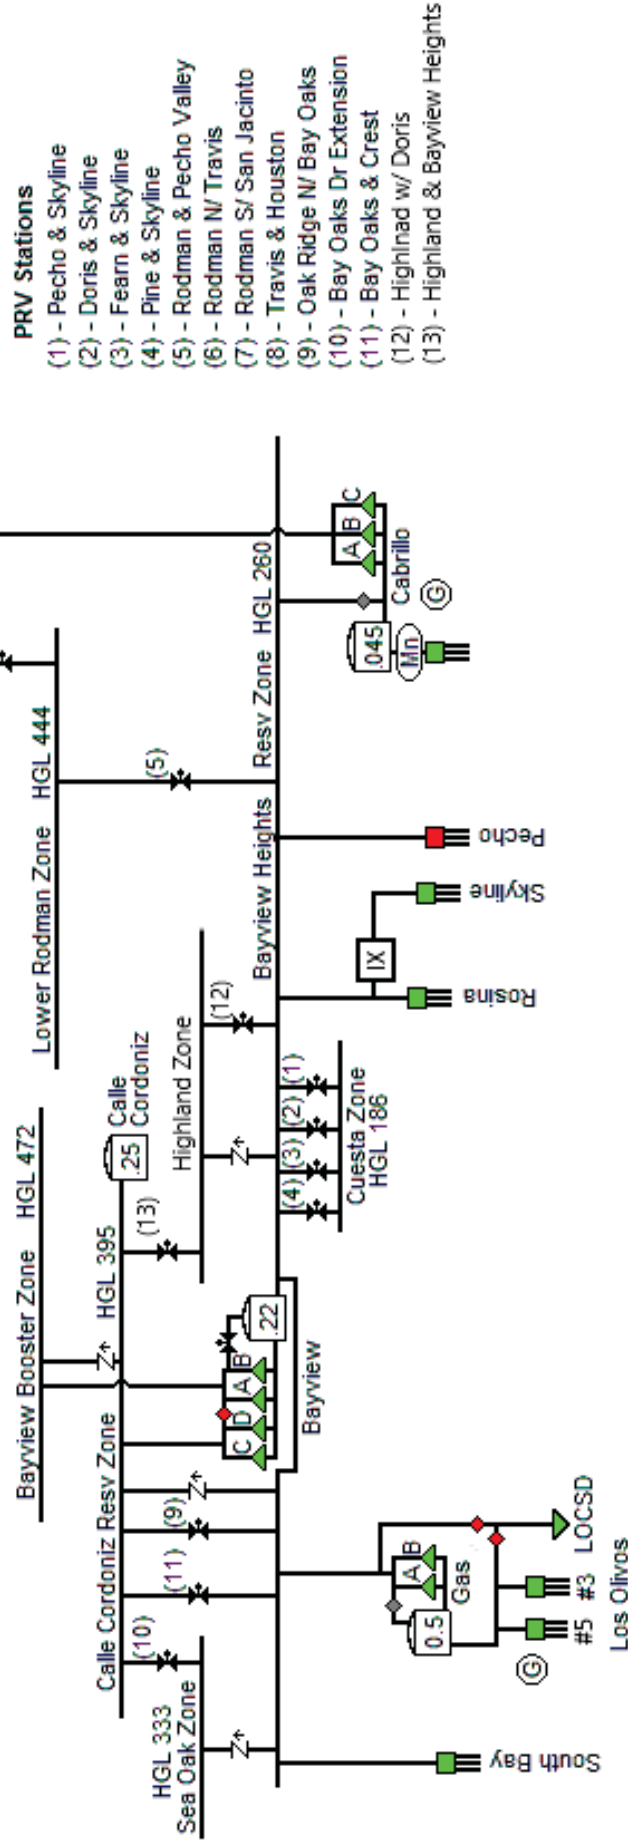 PRV Stations
(1) - Pecho & Skyline
(2) - Doris & Skyline
(3) - Fearn & Skyline
(4) - Pine & Skyline
(5) - Rodman & Pecho Valley
(6) - Rodman N/ Travis
(7) - Rodman S/ San Jacinto
(8) - Travis & Houston
(9) - Oak Ridge N/ Bay Oaks
(10) - Bay Oaks Dr Extension
(11) - Bay Oaks & Crest
(12) - Highlnad w/ Doris
(13) - Highland & Bayview Heights
Bayview Booster Zone HGL 472
Lower Rodman Zone HGL 444
Calle Cordoniz Resv Zone HGL 395
.25
Calle
Cordoniz
(10)
(11)
(9)
(13)
(5)
HGL 333
Sea Oak Zone
Highland Zone
(12)
C D A B
.22
Bayview
Bayview Heights Resv Zone HGL 260
(4) (3) (2) (1)
Cuesta Zone
HGL 186
A B C
Cabrillo
.045
Mn
G
IX
Pecho
Skyline
Rosina
A B
Gas
0.5
G
#5
#3
LOCSD
Los Olivos
South Bay